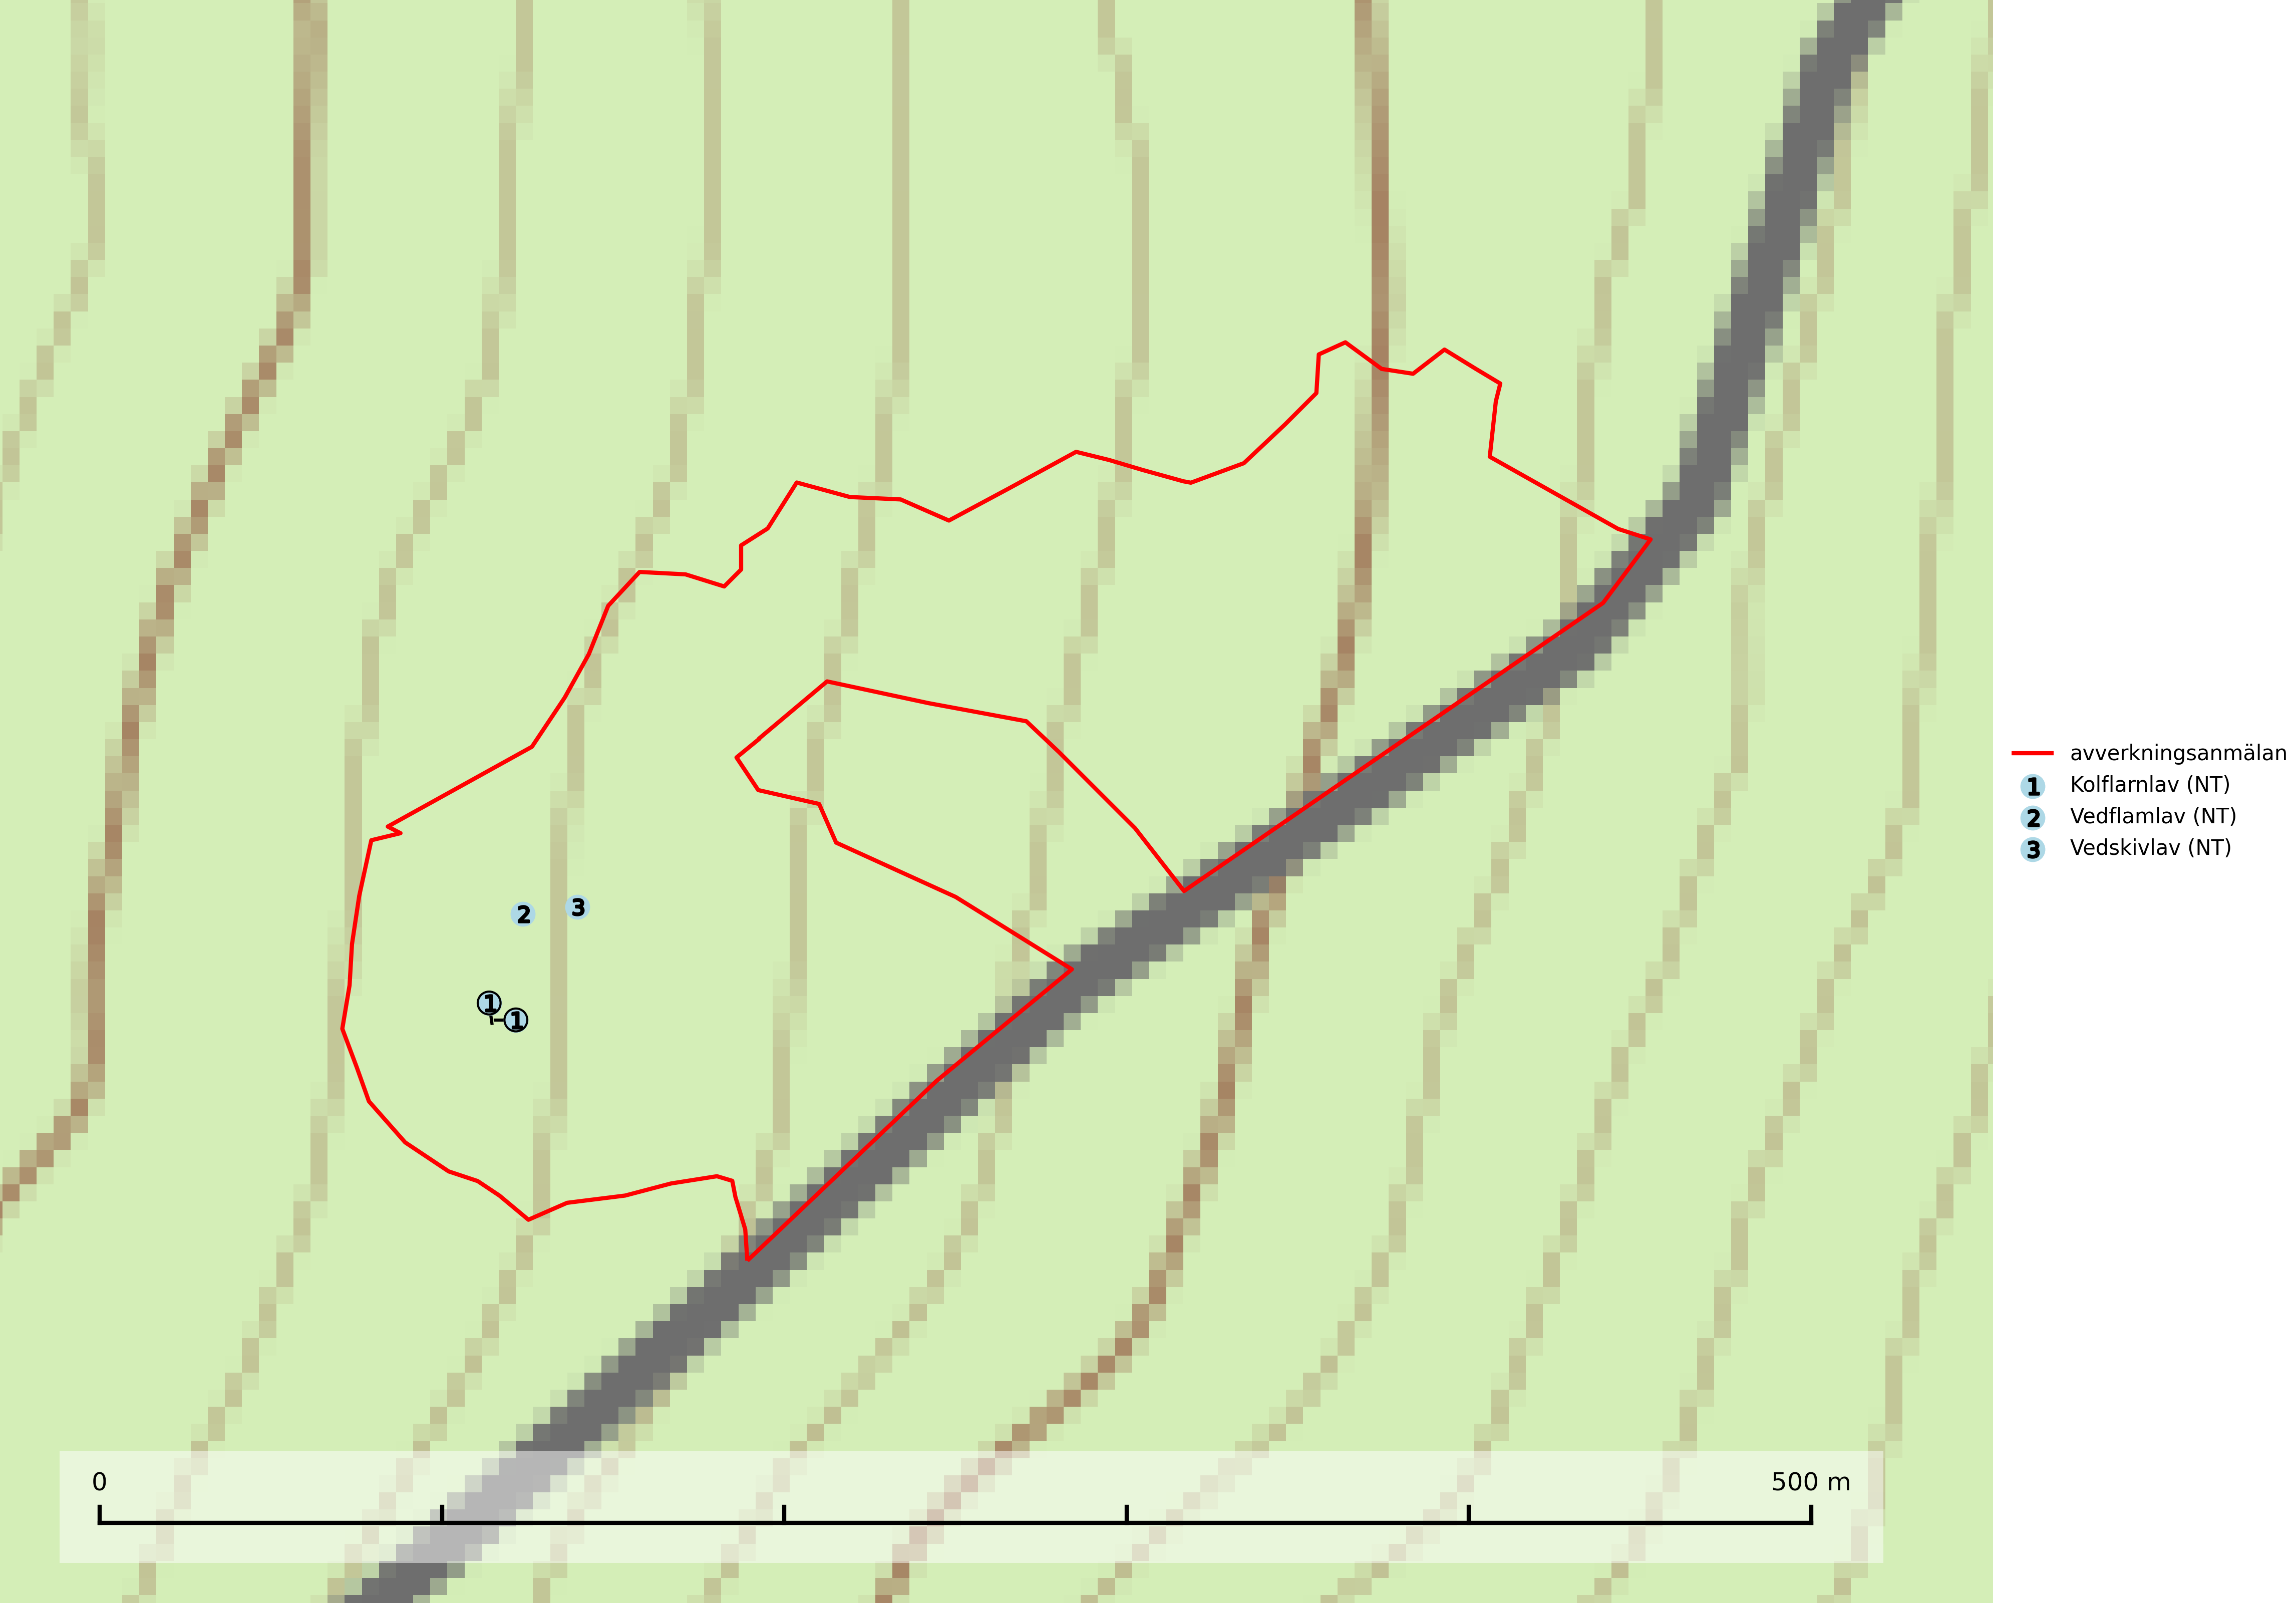 avverkningsanmälan
1 Kolflarnlav (NT)
2 Vedflamlav (NT)
3 Vedskivlav (NT)
2 3
1
1
0 500 m